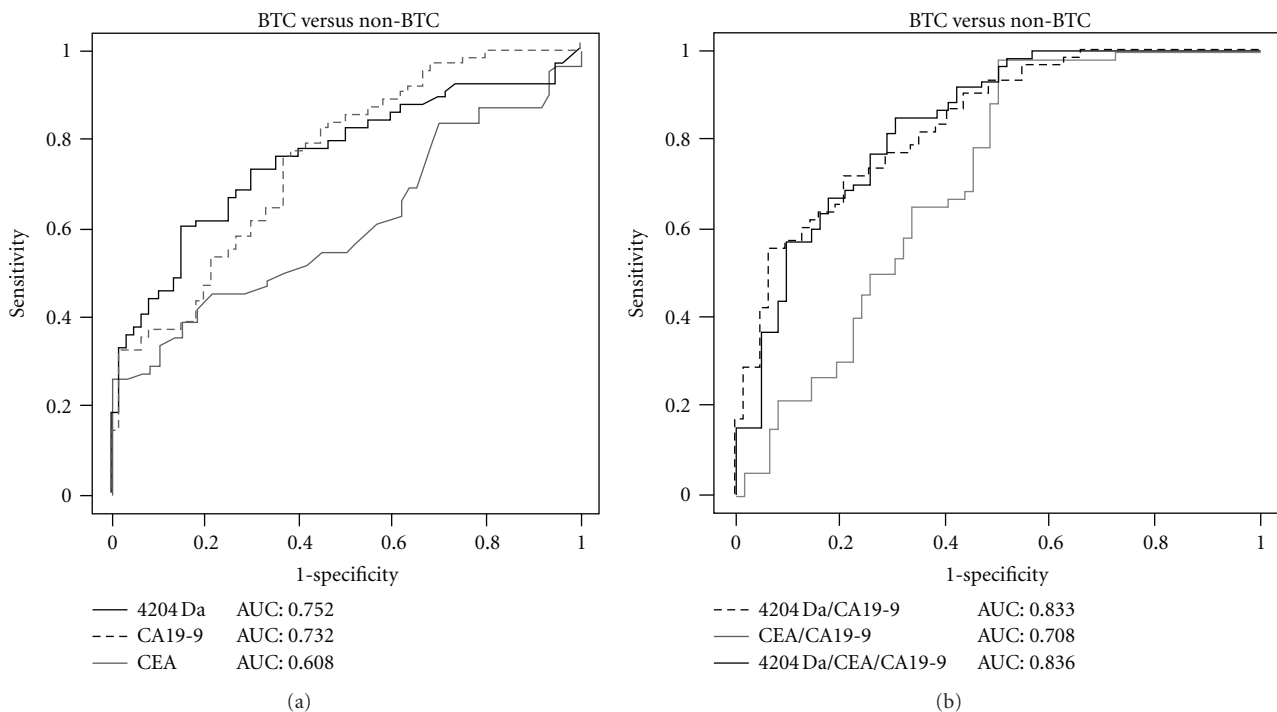 BTC versus non-BTC
1
0.8
0.6
0.4
0.2
0
Sensitivity
0 0.2 0.4 0.6 0.8 1
1-specificity
4204 Da AUC: 0.752
CA19-9 AUC: 0.732
CEA AUC: 0.608
(a)
BTC versus non-BTC
1
0.8
0.6
0.4
0.2
0
Sensitivity
0 0.2 0.4 0.6 0.8 1
1-specificity
4204 Da/CA19-9 AUC: 0.833
CEA/CA19-9 AUC: 0.708
4204 Da/CEA/CA19-9 AUC: 0.836
(b)